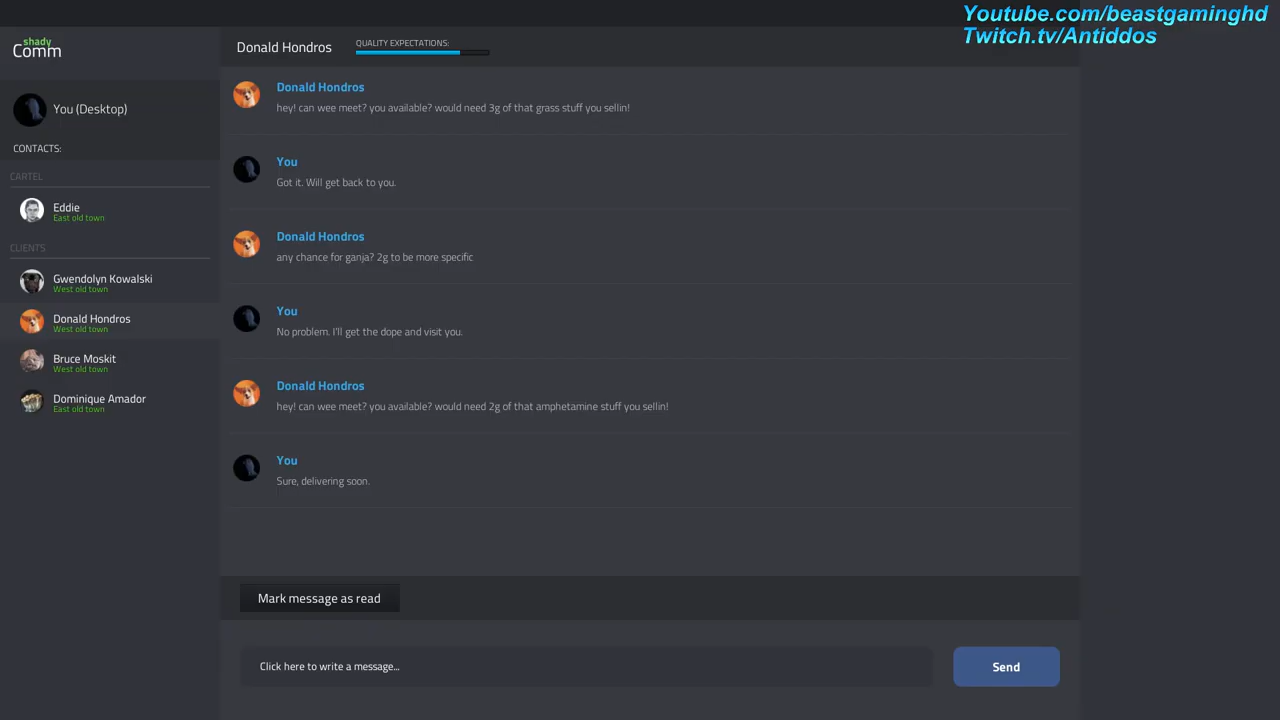 Youtube.com/beastgaminghd
Twitch.tv/Antiddos
shady
Comm
You (Desktop)
CONTACTS:
CARTEL
Eddie
East old town
CLIENTS
Gwendolyn Kowalski
West old town
Donald Hondros
West old town
Bruce Moskit
West old town
Dominique Amador
East old town
Donald Hondros
QUALITY EXPECTATIONS:
Donald Hondros
hey! can wee meet? you available? would need 3g of that grass stuff you sellin!
You
Got it. Will get back to you.
Donald Hondros
any chance for ganja? 2g to be more specific
You
No problem. I'll get the dope and visit you.
Donald Hondros
hey! can wee meet? you available? would need 2g of that amphetamine stuff you sellin!
You
Sure, delivering soon.
Mark message as read
Click here to write a message...
Send